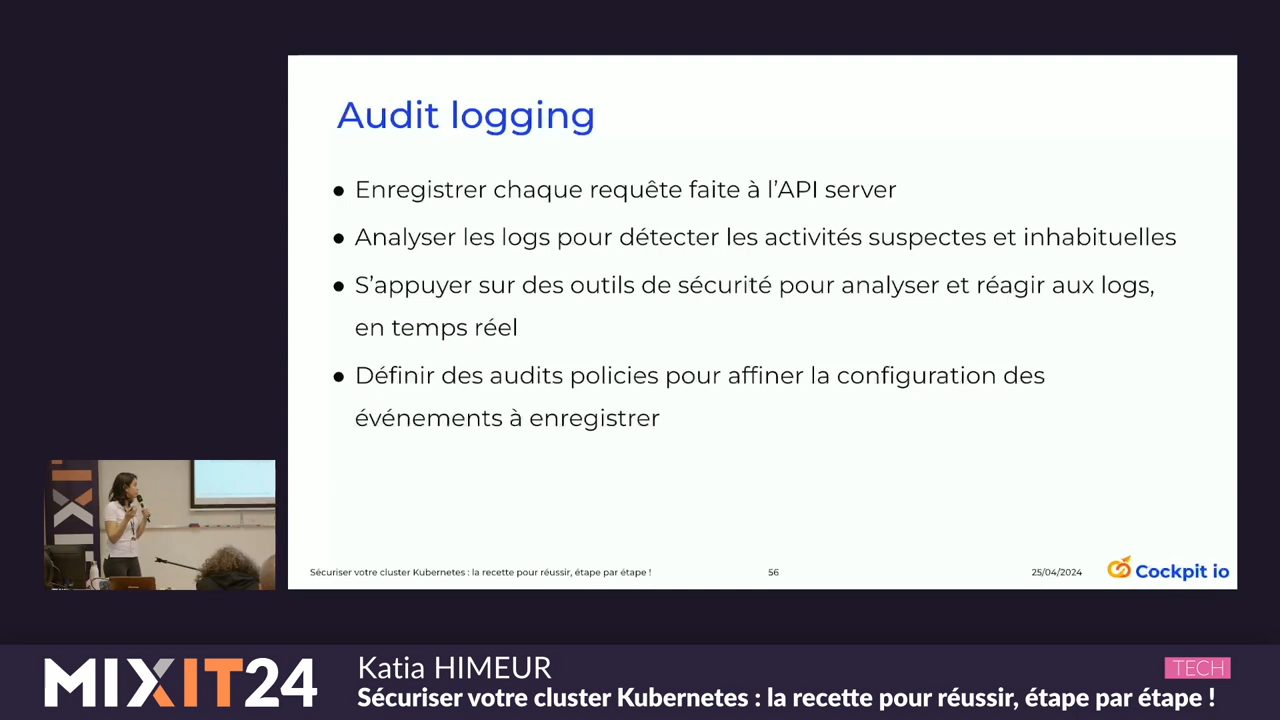 Audit logging
● Enregistrer chaque requête faite à l’API server
● Analyser les logs pour détecter les activités suspectes et inhabituelles
● S’appuyer sur des outils de sécurité pour analyser et réagir aux logs,
en temps réel
● Définir des audits policies pour affiner la configuration des
événements à enregistrer
Sécuriser votre cluster Kubernetes : la recette pour réussir, étape par étape !
56
25/04/2024
Cockpit io
MIXIT24
Katia HIMEUR
TECH
Sécuriser votre cluster Kubernetes : la recette pour réussir, étape par étape !